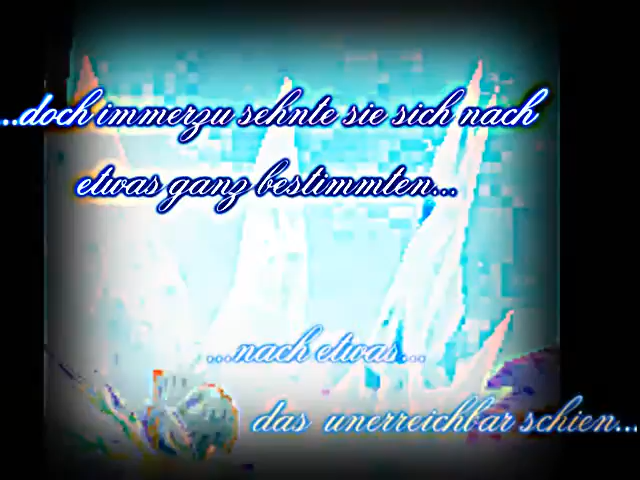 ...doch immerzu sehnte sie sich nach
etwas ganz bestimmten...
...nach etwas...
das unerreichbar schien...